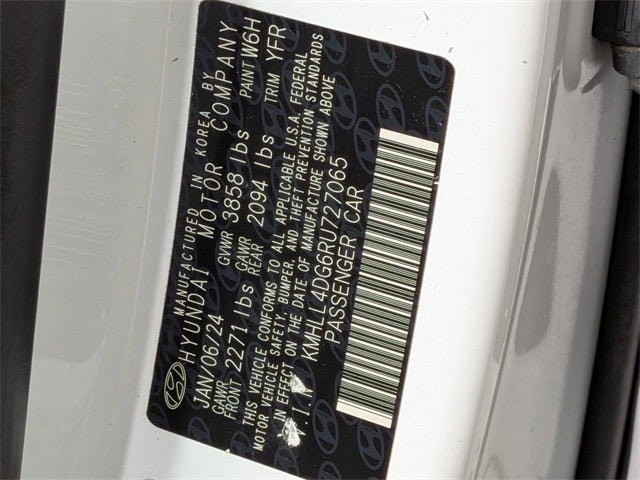 MANUFACTURED IN KOREA BY
HYUNDAI MOTOR COMPANY
JAN/06/24 GVWR 3858 lbs PAINT W6H
GAWR FRONT 2271 lbs GAWR REAR 2094 lbs TRIM YFR
THIS VEHICLE CONFORMS TO ALL APPLICABLE U.S.A. FEDERAL
MOTOR VEHICLE SAFETY, BUMPER, AND THEFT PREVENTION STANDARDS
IN EFFECT ON THE DATE OF MANUFACTURE SHOWN ABOVE
KMHLL4DG6RU727065
PASSENGER CAR